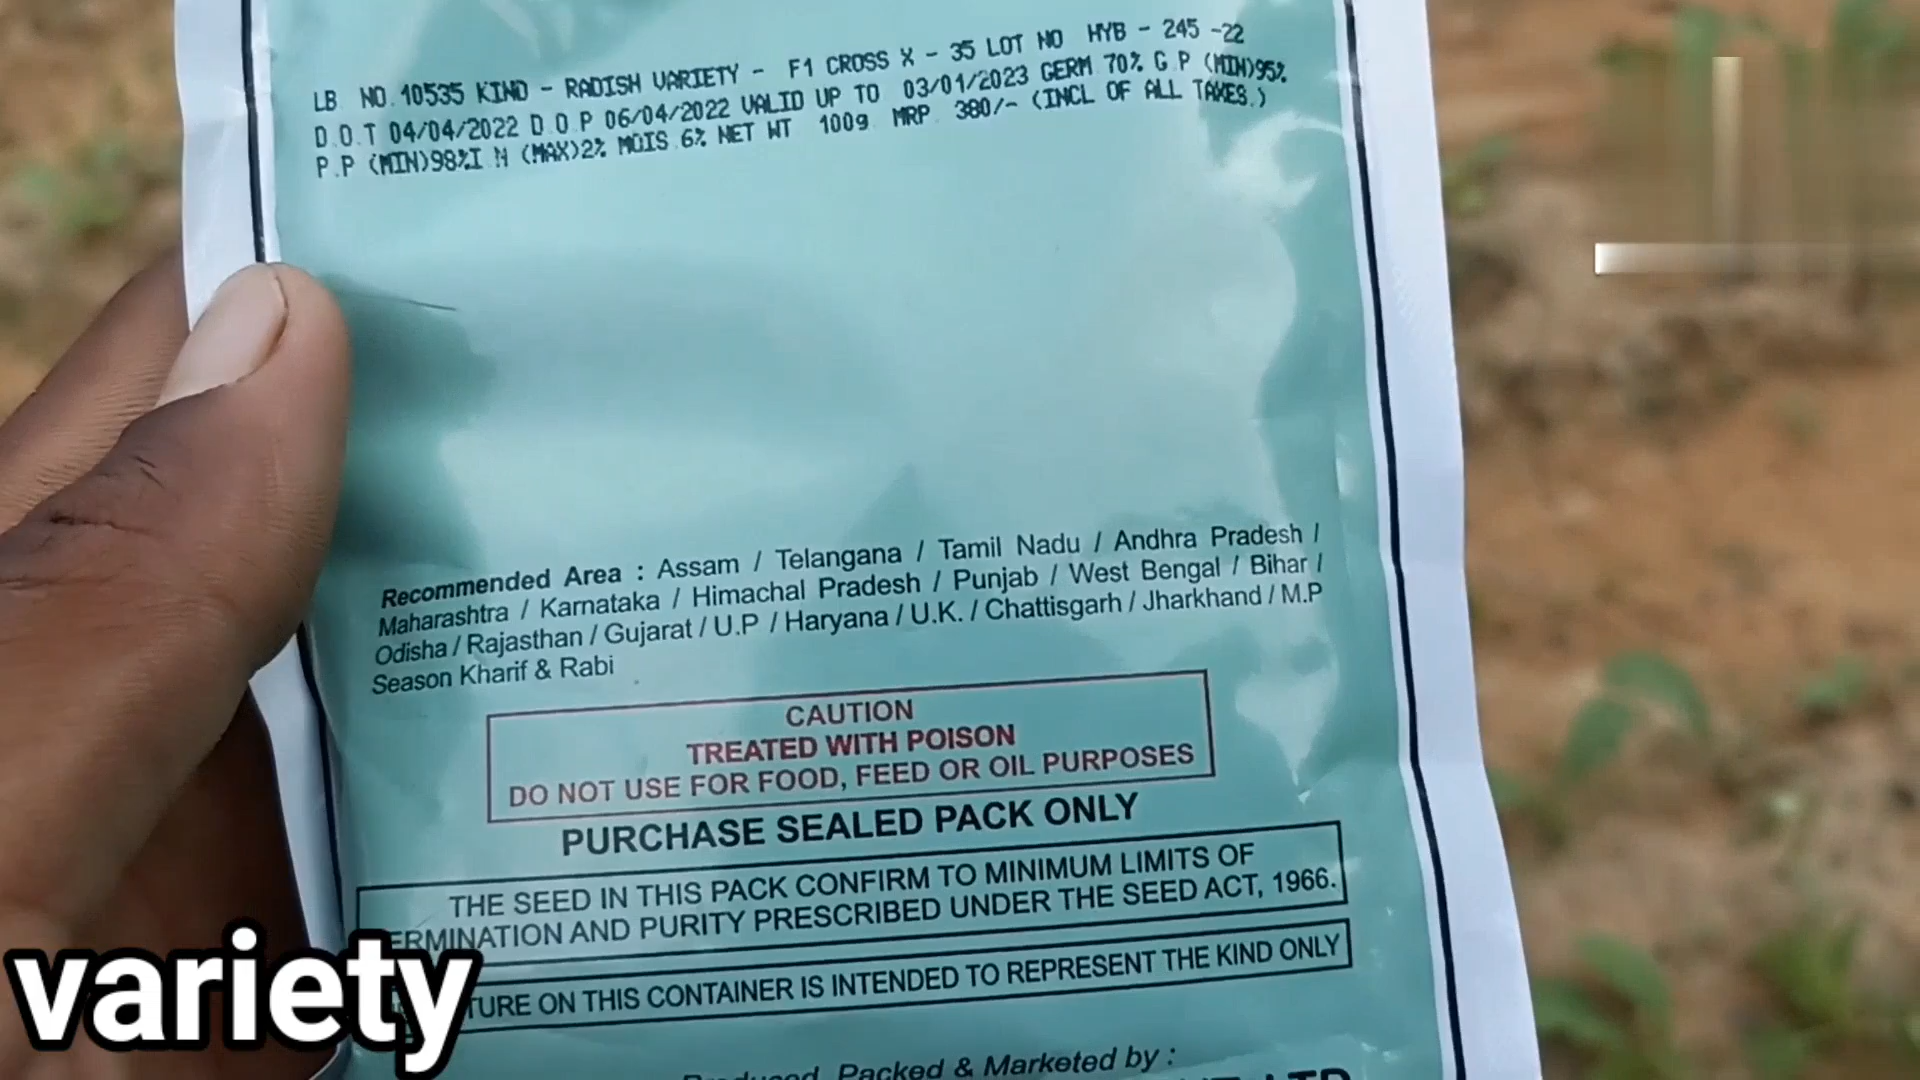 LB NO.10535 KIND - RADISH VARIETY - F1 CROSS X - 35 LOT NO HYB - 245 -22
D.O.T 04/04/2022 D.O.P 06/04/2022 VALID UP TO 03/01/2023 GERM 70% G.P (MIN)95%
P.P (MIN)98%I M (MAX)2% MOIS.6% NET WT 100g MRP 380/- (INCL OF ALL TAXES.)
Recommended Area : Assam / Telangana / Tamil Nadu / Andhra Pradesh /
Maharashtra / Karnataka / Himachal Pradesh / Punjab / West Bengal / Bihar /
Odisha / Rajasthan / Gujarat / U.P / Haryana / U.K. / Chattisgarh / Jharkhand / M.P
Season Kharif & Rabi
CAUTION
TREATED WITH POISON
DO NOT USE FOR FOOD, FEED OR OIL PURPOSES
PURCHASE SEALED PACK ONLY
THE SEED IN THIS PACK CONFIRM TO MINIMUM LIMITS OF
ERMINATION AND PURITY PRESCRIBED UNDER THE SEED ACT, 1966.
TURE ON THIS CONTAINER IS INTENDED TO REPRESENT THE KIND ONLY
variety
Packed & Marketed by :